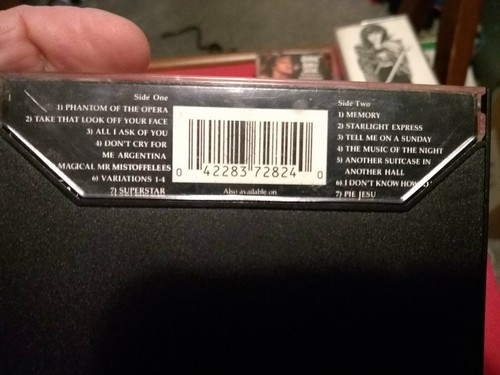 Side One
1) PHANTOM OF THE OPERA
2) TAKE THAT LOOK OFF YOUR FACE
3) ALL I ASK OF YOU
4) DON'T CRY FOR
ME ARGENTINA
MAGICAL MR MISTOFFELEES
6) VARIATIONS 1-4
7) SUPERSTAR
0 42283 72824 0
Also available on
Side Two
1) MEMORY
2) STARLIGHT EXPRESS
3) TELL ME ON A SUNDAY
4) THE MUSIC OF THE NIGHT
5) ANOTHER SUITCASE IN
ANOTHER HALL
6) I DON'T KNOW HOW TO
7) PIE JESU